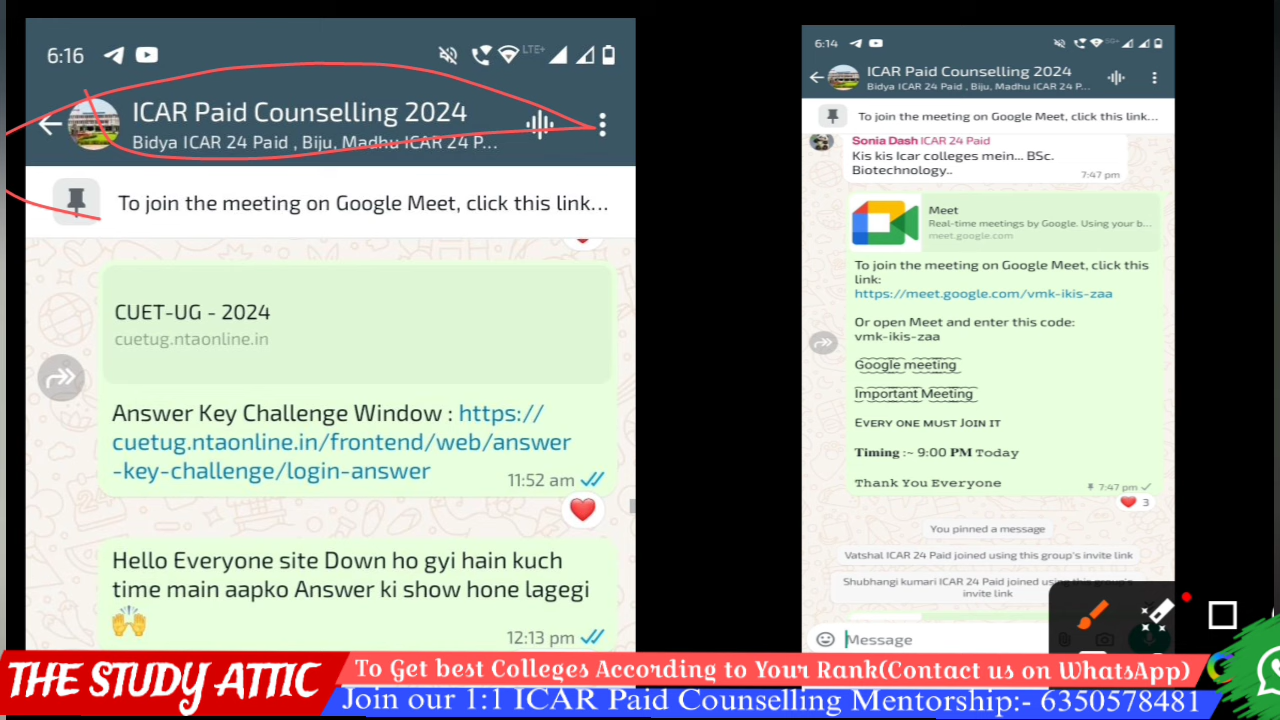 6:16
LTE+
ICAR Paid Counselling 2024
Bidya ICAR 24 Paid , Biju, Madhu ICAR 24 P...
To join the meeting on Google Meet, click this link...
CUET-UG - 2024
cuetug.ntaonline.in
Answer Key Challenge Window : https://
cuetug.ntaonline.in/frontend/web/answer
-key-challenge/login-answer
11:52 am
Hello Everyone site Down ho gyi hain kuch
time main aapko Answer ki show hone lagegi
🙌
12:13 pm
6:14
ICAR Paid Counselling 2024
Bidya ICAR 24 Paid , Biju, Madhu ICAR 24 P...
To join the meeting on Google Meet, click this link...
Sonia Dash ICAR 24 Paid
Kis kis Icar colleges mein... BSc.
Biotechnology..
7:47 pm
Meet
Real-time meetings by Google. Using your b...
meet.google.com
To join the meeting on Google Meet, click this
link:
https://meet.google.com/vmk-ikis-zaa
Or open Meet and enter this code:
vmk-ikis-zaa
Google meeting
Important Meeting
Every one must Join it
Timing :~ 9:00 PM Today
Thank You Everyone
7:47 pm
3
You pinned a message
Vatshal ICAR 24 Paid joined using this group's invite link
Shubhangi kumari ICAR 24 Paid joined using this group's
invite link
Message
THE STUDY ATTIC
To Get best Colleges According to Your Rank(Contact us on WhatsApp)
Join our 1:1 ICAR Paid Counselling Mentorship:- 6350578481